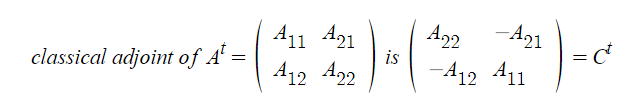 classical adjoint of A^t = ( A_11 A_21 ; A_12 A_22 ) is ( A_22 -A_21 ; -A_12 A_11 ) = C^t